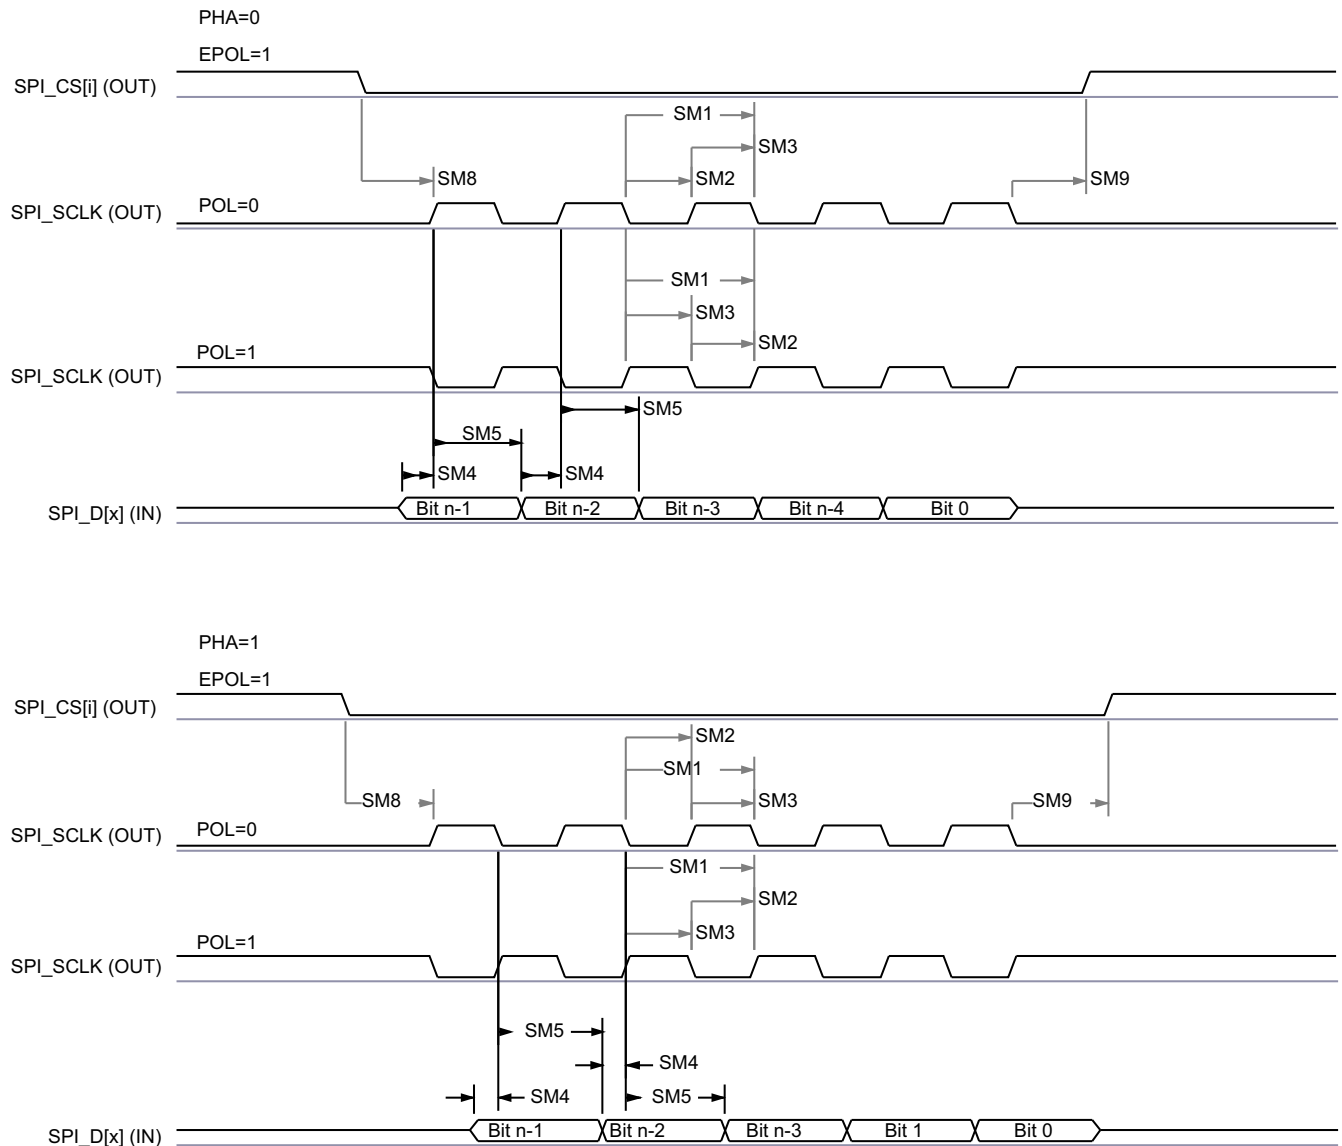 PHA=0
EPOL=1
SPI_CS[i] (OUT)
SM1
SM3
SM8
SM2
SM9
SPI_SCLK (OUT)
POL=0
SM1
SM3
SM2
POL=1
SPI_SCLK (OUT)
SM5
SM5
SM4
SM4
SPI_D[x] (IN)
Bit n-1
Bit n-2
Bit n-3
Bit n-4
Bit 0
PHA=1
EPOL=1
SPI_CS[i] (OUT)
SM2
SM1
SM8
SM3
SM9
SPI_SCLK (OUT)
POL=0
SM1
SM2
SM3
POL=1
SPI_SCLK (OUT)
SM5
SM4
SM4
SM5
SPI_D[x] (IN)
Bit n-1
Bit n-2
Bit n-3
Bit 1
Bit 0